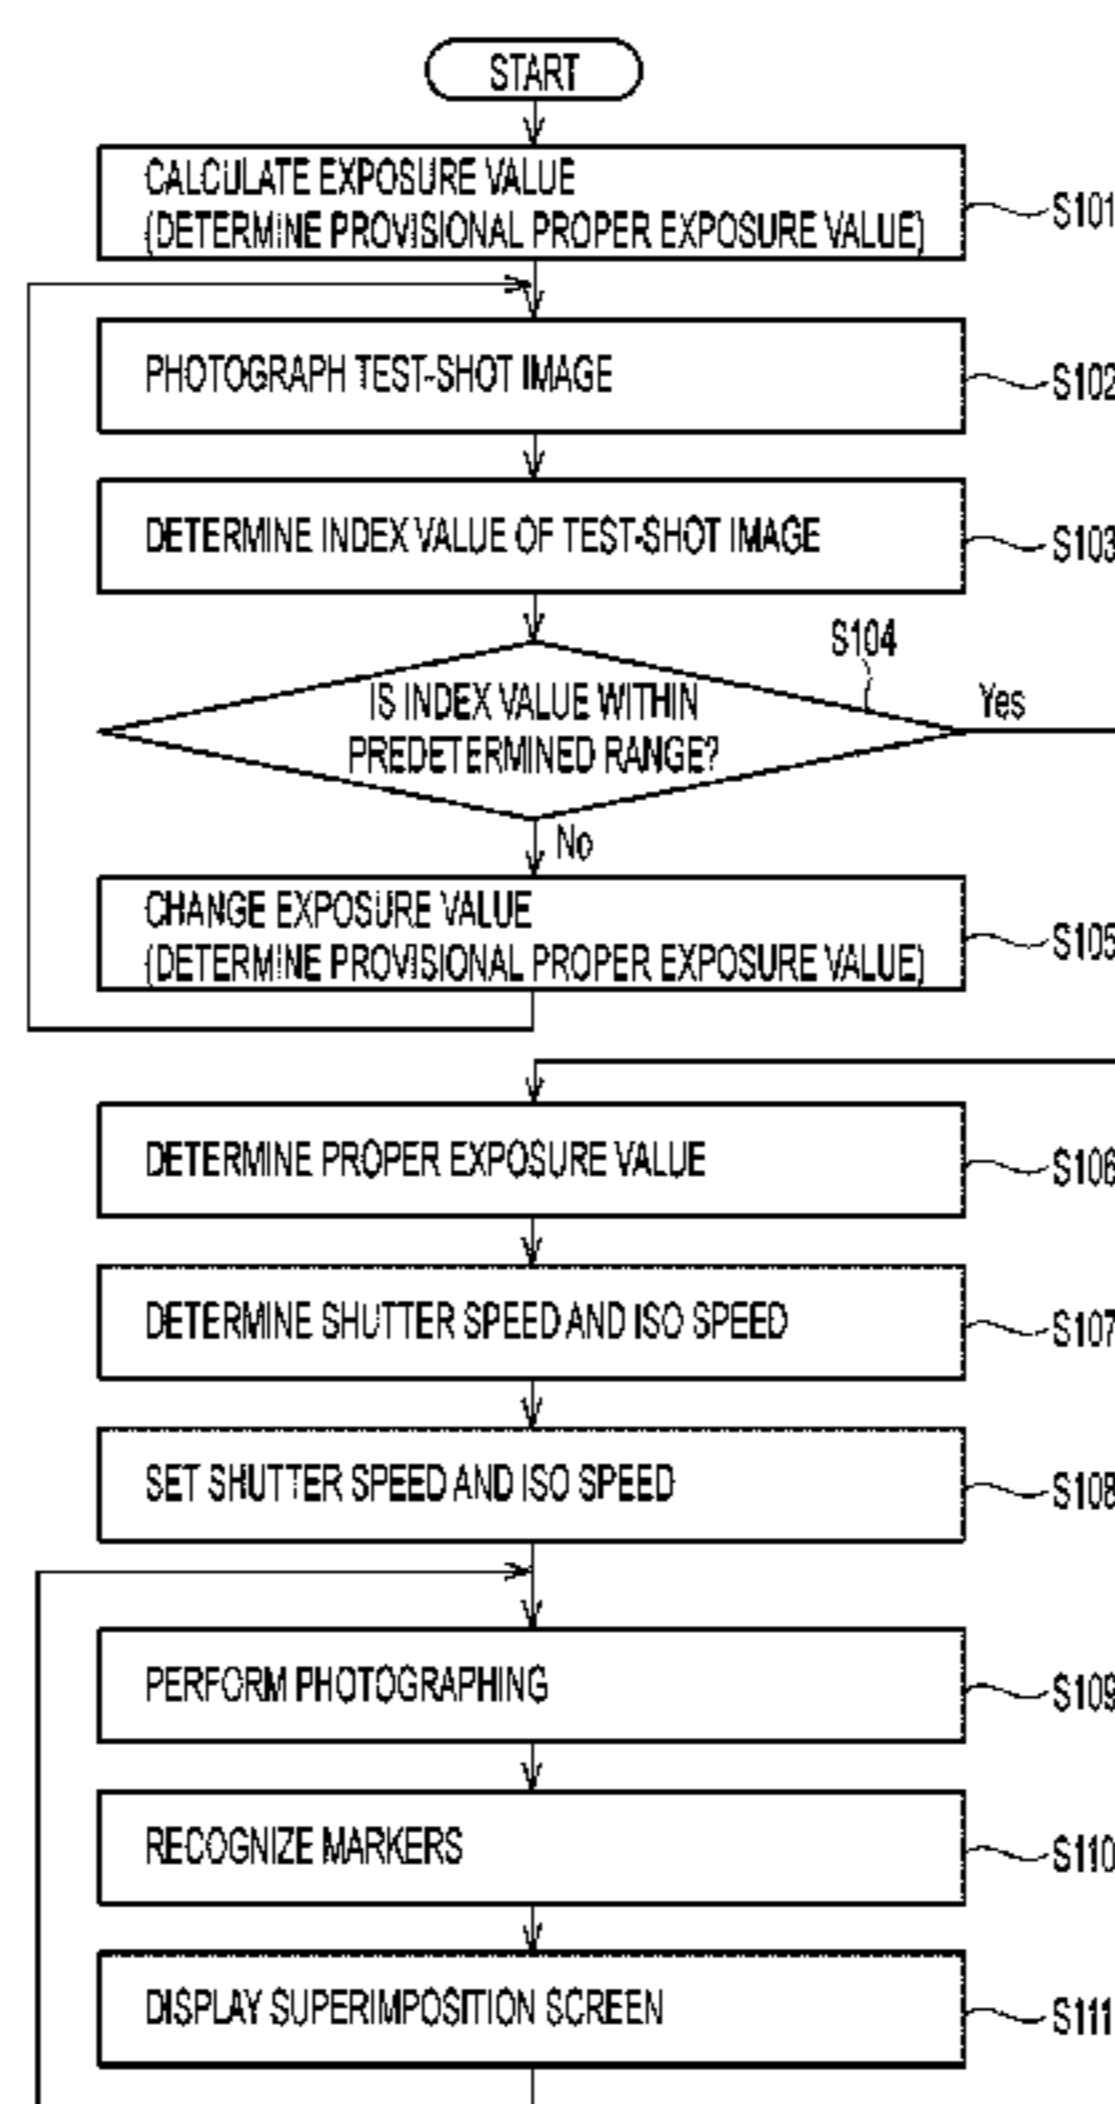 START
CALCULATE EXPOSURE VALUE
(DETERMINE PROVISIONAL PROPER EXPOSURE VALUE)
S101
PHOTOGRAPH TEST-SHOT IMAGE
S102
DETERMINE INDEX VALUE OF TEST-SHOT IMAGE
S103
S104
IS INDEX VALUE WITHIN
PREDETERMINED RANGE?
Yes
No
CHANGE EXPOSURE VALUE
(DETERMINE PROVISIONAL PROPER EXPOSURE VALUE)
S105
DETERMINE PROPER EXPOSURE VALUE
S106
DETERMINE SHUTTER SPEED AND ISO SPEED
S107
SET SHUTTER SPEED AND ISO SPEED
S108
PERFORM PHOTOGRAPHING
S109
RECOGNIZE MARKERS
S110
DISPLAY SUPERIMPOSITION SCREEN
S111